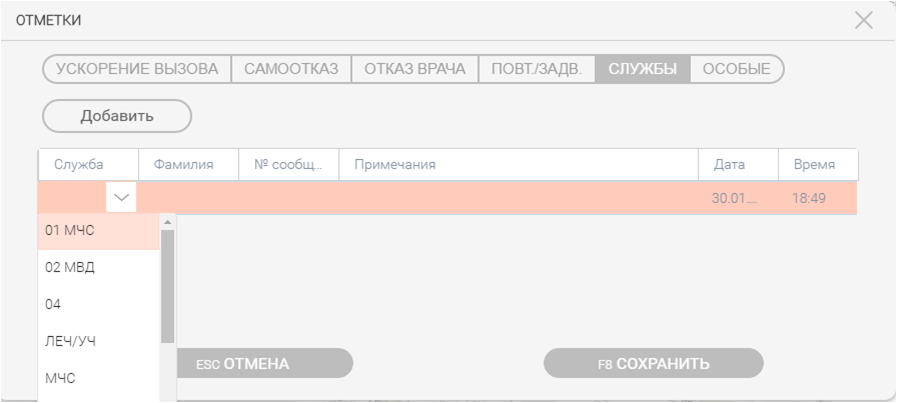 ОТМЕТКИ
УСКОРЕНИЕ ВЫЗОВА САМООТКАЗ ОТКАЗ ВРАЧА ПОВТ./ЗАДВ. СЛУЖБЫ ОСОБЫЕ
Добавить
Служба Фамилия № сообщ... Примечания Дата Время
30.01.... 18:49
01 МЧС
02 МВД
04
ЛЕЧ/УЧ
ESC ОТМЕНА F8 СОХРАНИТЬ
МЧС